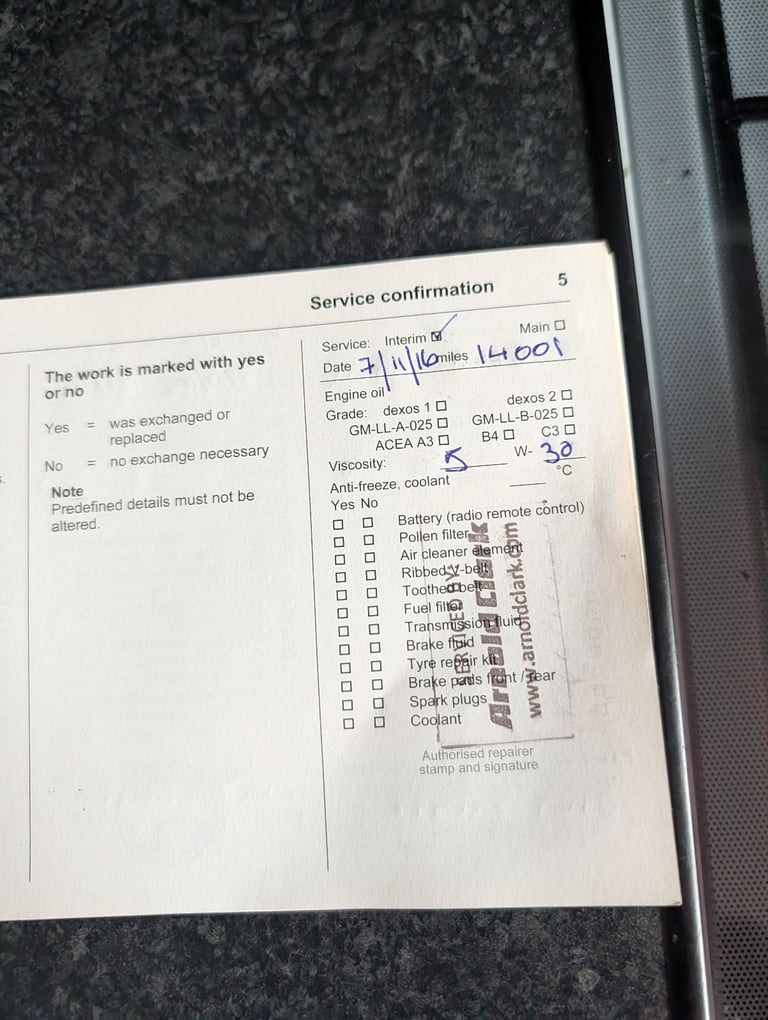 Service confirmation 5
The work is marked with yes
or no
Yes = was exchanged or
replaced
No = no exchange necessary
Note
Predefined details must not be
altered.
Service: Interim ☑ Main ☐
Date 7/11/16 miles 14001
Engine oil
Grade: dexos 1 ☐ dexos 2 ☐
GM-LL-A-025 ☐ GM-LL-B-025 ☐
ACEA A3 ☐ B4 ☐ C3 ☐
Viscosity: 5 W- 30
Anti-freeze, coolant °C
Yes No
☐ ☐ Battery (radio remote control)
☐ ☐ Pollen filter
☐ ☐ Air cleaner element
☐ ☐ Ribbed V-belt
☐ ☐ Toothed belt
☐ ☐ Fuel filter
☐ ☐ Transmission fluid
☐ ☐ Brake fluid
☐ ☐ Tyre repair kit
☐ ☐ Brake pads front / rear
☐ ☐ Spark plugs
☐ ☐ Coolant
SERVICED BY
Arnold Clark
www.arnoldclark.com
Authorised repairer
stamp and signature